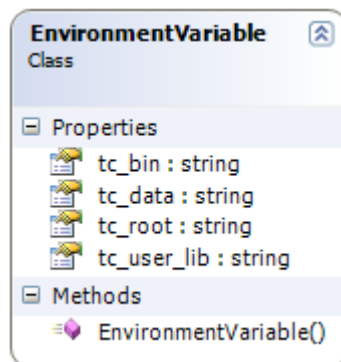 EnvironmentVariable
Class
Properties
tc_bin : string
tc_data : string
tc_root : string
tc_user_lib : string
Methods
EnvironmentVariable()